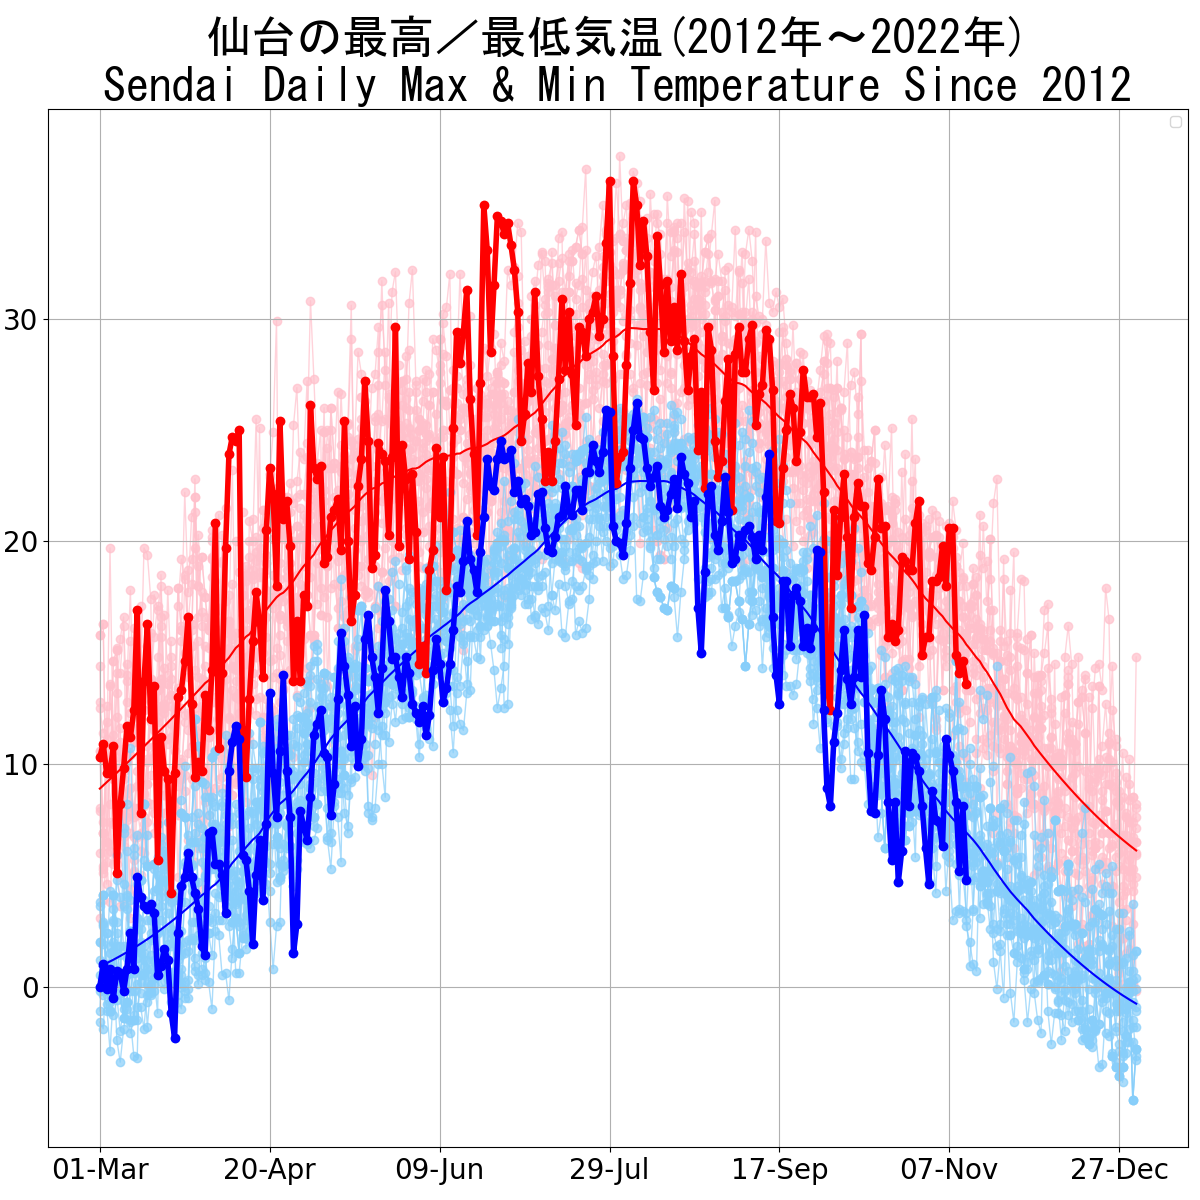 仙台の最高／最低気温(2012年～2022年)
Sendai Daily Max & Min Temperature Since 2012
30
20
10
0
01-Mar 20-Apr 09-Jun 29-Jul 17-Sep 07-Nov 27-Dec